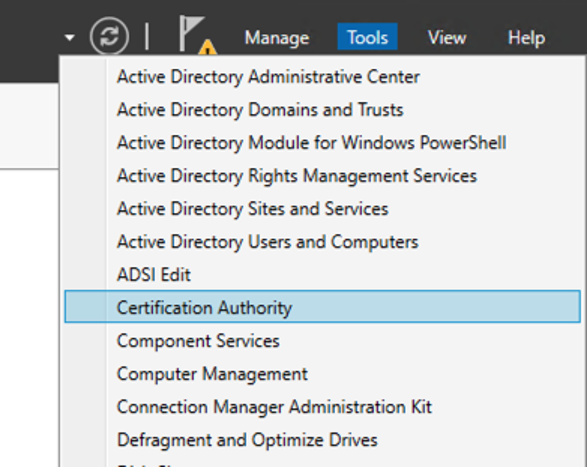 Manage Tools View Help
Active Directory Administrative Center
Active Directory Domains and Trusts
Active Directory Module for Windows PowerShell
Active Directory Rights Management Services
Active Directory Sites and Services
Active Directory Users and Computers
ADSI Edit
Certification Authority
Component Services
Computer Management
Connection Manager Administration Kit
Defragment and Optimize Drives